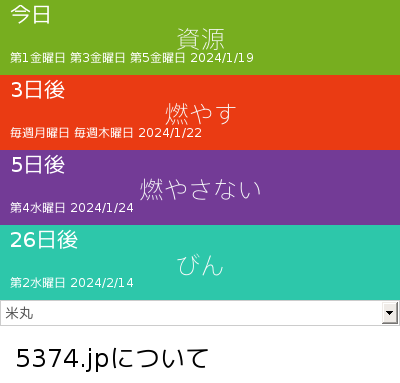 今日
資源
第1金曜日 第3金曜日 第5金曜日 2024/1/19
3日後
燃やす
毎週月曜日 毎週木曜日 2024/1/22
5日後
燃やさない
第4水曜日 2024/1/24
26日後
びん
第2水曜日 2024/2/14
米丸
5374.jpについて